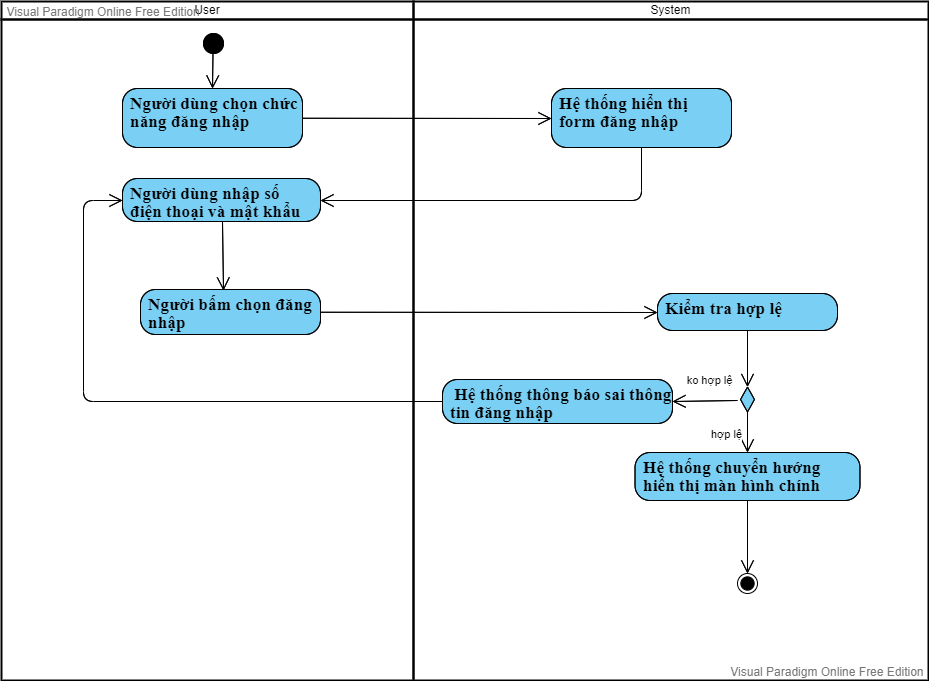 Visual Paradigm Online Free Edition
User
System
Người dùng chọn chức
năng đăng nhập
Hệ thống hiển thị
form đăng nhập
Người dùng nhập số
điện thoại và mật khẩu
Người bấm chọn đăng
nhập
Kiểm tra hợp lệ
ko hợp lệ
Hệ thống thông báo sai thông
tin đăng nhập
hợp lệ
Hệ thống chuyển hướng
hiển thị màn hình chính
Visual Paradigm Online Free Edition